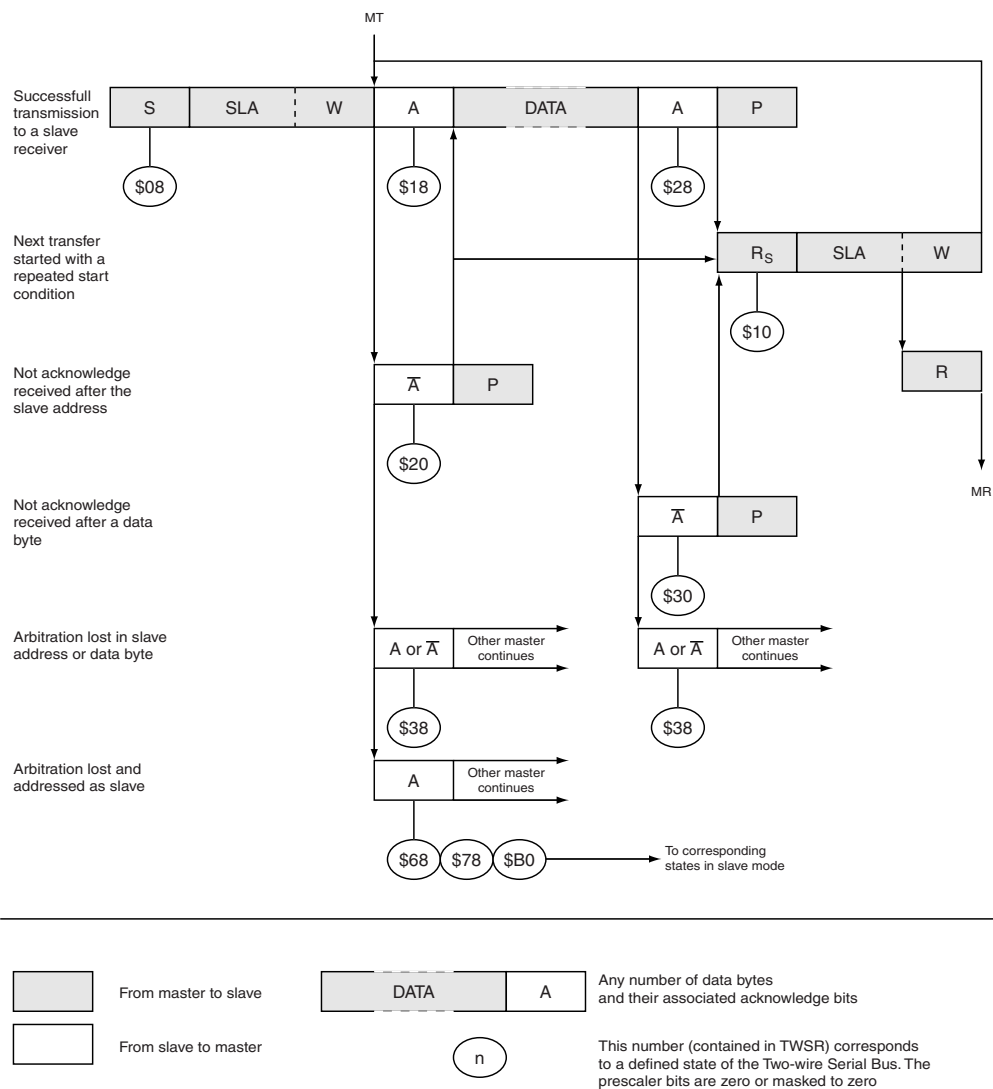 MT
Successfull
transmission
to a slave
receiver
S SLA W A DATA A P
$08 $18 $28
Next transfer
started with a
repeated start
condition
RS SLA W
$10
Not acknowledge
received after the
slave address
A̅ P
R
$20
MR
Not acknowledge
received after a data
byte
A̅ P
$30
Arbitration lost in slave
address or data byte
A or A̅
Other master
continues
A or A̅
Other master
continues
$38 $38
Arbitration lost and
addressed as slave
A
Other master
continues
$68 $78 $B0
To corresponding
states in slave mode
From master to slave
DATA A
Any number of data bytes
and their associated acknowledge bits
From slave to master
n
This number (contained in TWSR) corresponds
to a defined state of the Two-wire Serial Bus. The
prescaler bits are zero or masked to zero